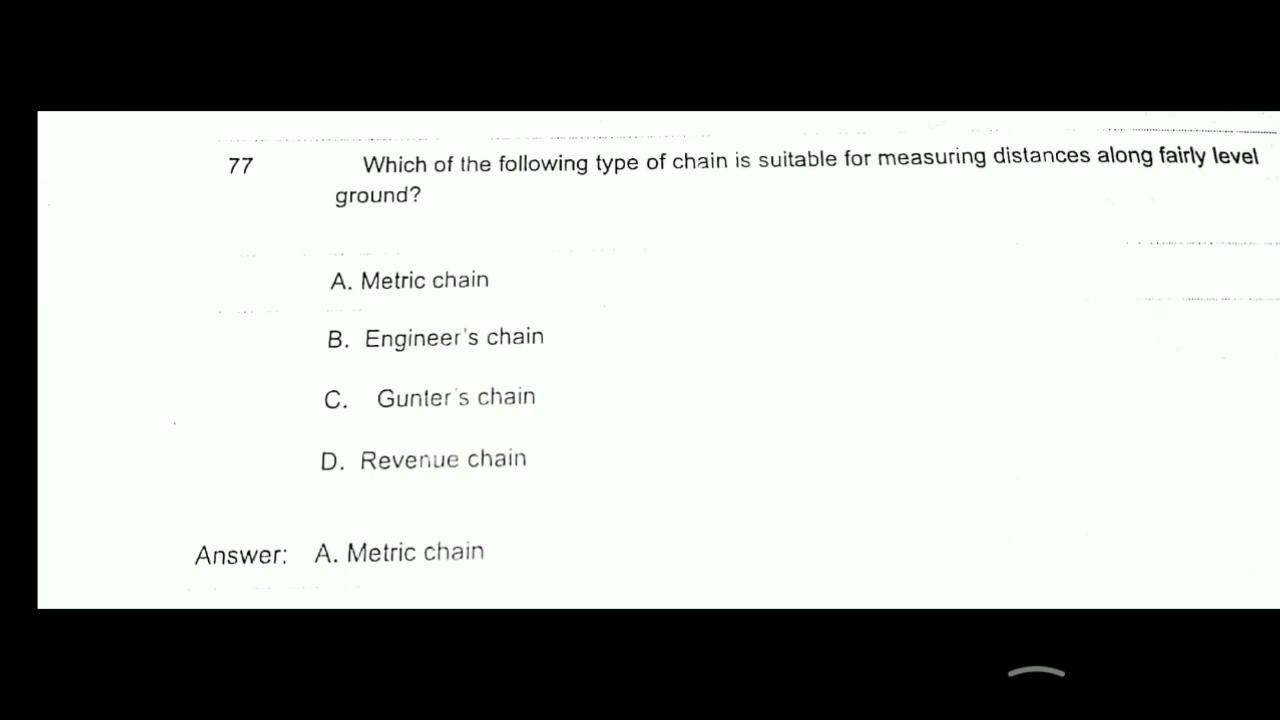 77 Which of the following type of chain is suitable for measuring distances along fairly level
ground?
A. Metric chain
B. Engineer's chain
C. Gunter's chain
D. Revenue chain
Answer: A. Metric chain